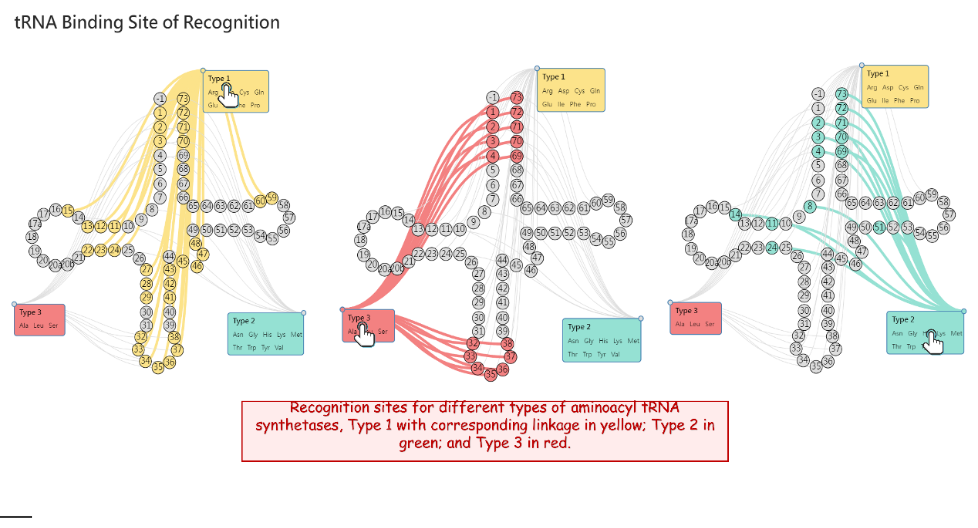 tRNA Binding Site of Recognition
Type 1
Arg Cys Gln
Glu Phe Pro
-1 73
1 72
2 71
3 70
4 69
5 68
6 67
7 66
65 64 63 62 61 60 59 58
57
56
55
54
53 52 51 50 49
17 16 15 14
17a
18
19
20
20a 20b 21
13 12 11 10 9 8
22 23 24 25 26
48
47
46
45
44
27 43
28 42
29 41
30 40
31 39
32 38
33 37
34 35 36
Type 3
Ala Leu Ser
Type 2
Asn Gly His Lys Met
Thr Trp Tyr Val
Type 1
Arg Asp Cys Gln
Glu Ile Phe Pro
Type 3
Ser
Type 2
Asn Gly His Lys Met
Thr Trp Tyr Val
Type 1
Arg Asp Cys Gln
Glu Ile Phe Pro
Type 3
Ala Leu Ser
Type 2
Asn Gly Lys Met
Thr Trp Val
Recognition sites for different types of aminoacyl tRNA
synthetases, Type 1 with corresponding linkage in yellow; Type 2 in
green; and Type 3 in red.